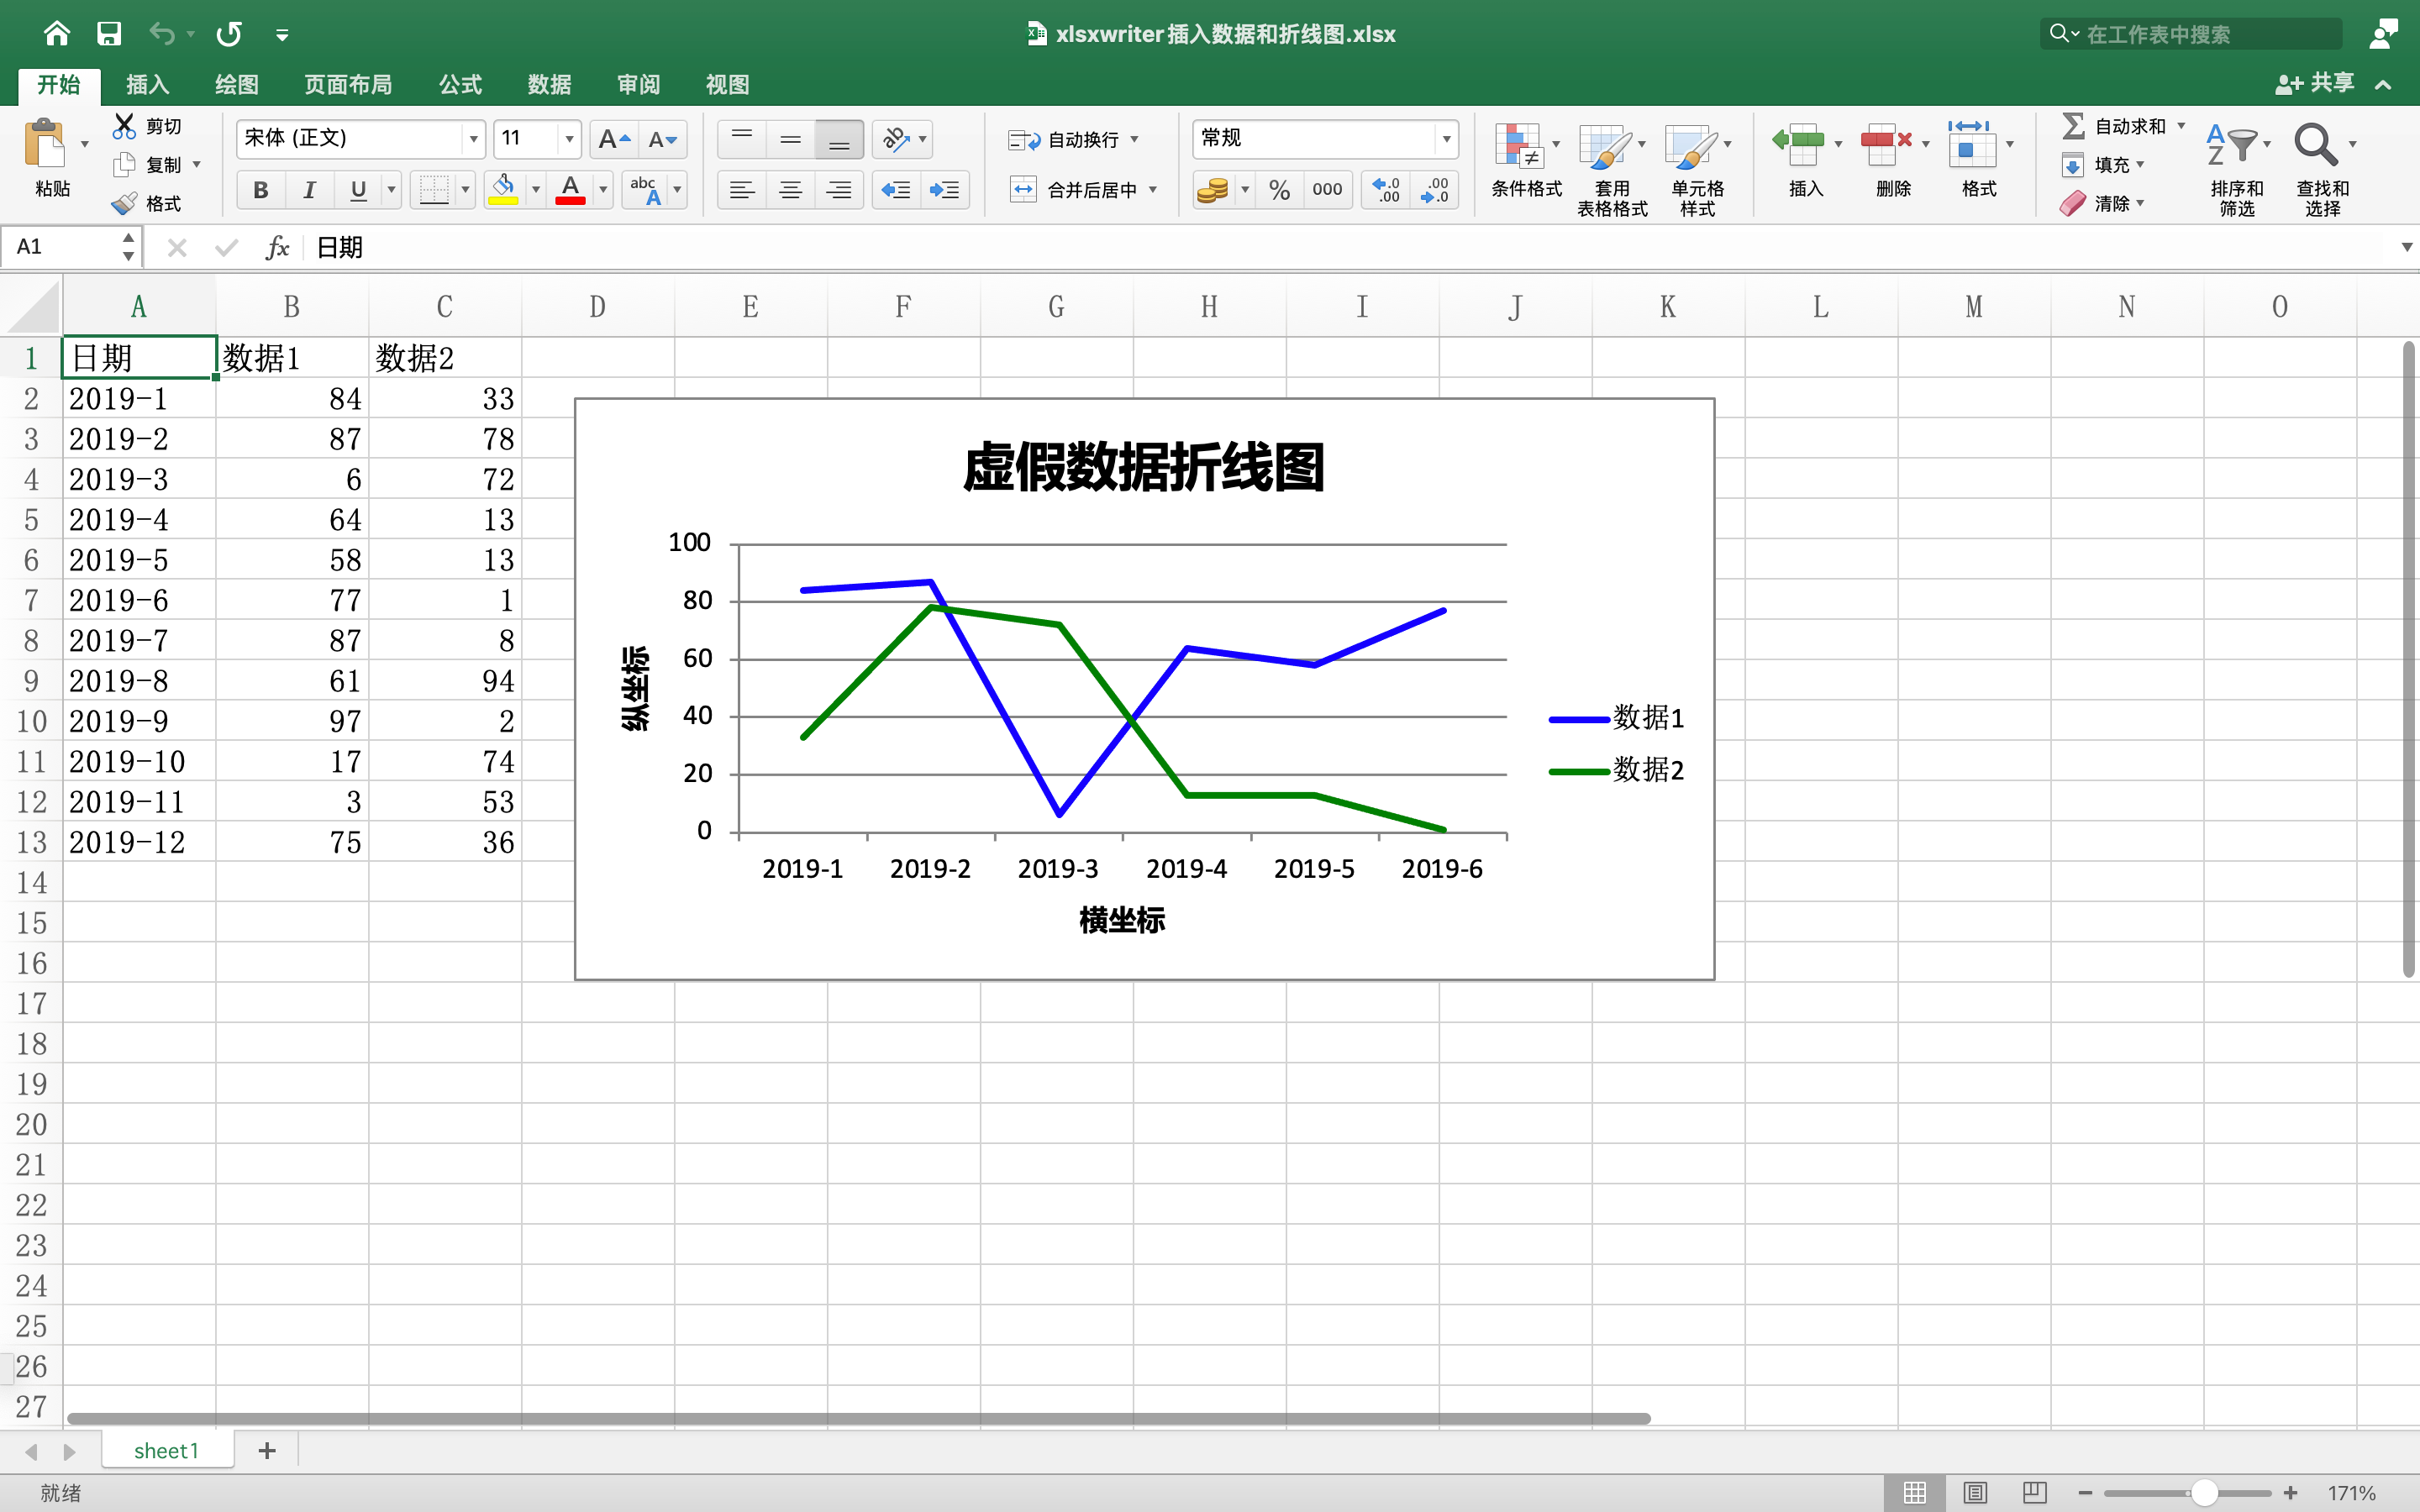 xlsxwriter插入数据和折线图.xlsx
在工作表中搜索
开始 插入 绘图 页面布局 公式 数据 审阅 视图
共享
粘贴
剪切
复制
格式
宋体 (正文) 11 A A
B I U A abc A
ab
自动换行
合并后居中
常规
% 000 .0 .00 .00 .0
条件格式
套用
表格格式
单元格
样式
插入
删除
格式
自动求和
填充
清除
排序和
筛选
查找和
选择
A1 fx 日期
A B C D E F G H I J K L M N O
1 日期 数据1 数据2
2 2019-1 84 33
3 2019-2 87 78
4 2019-3 6 72
5 2019-4 64 13
6 2019-5 58 13
7 2019-6 77 1
8 2019-7 87 8
9 2019-8 61 94
10 2019-9 97 2
11 2019-10 17 74
12 2019-11 3 53
13 2019-12 75 36
14
15
16
17
18
19
20
21
22
23
24
25
26
27
虚假数据折线图
纵坐标
100
80
60
40
20
0
2019-1 2019-2 2019-3 2019-4 2019-5 2019-6
横坐标
数据1
数据2
sheet1
就绪
171%